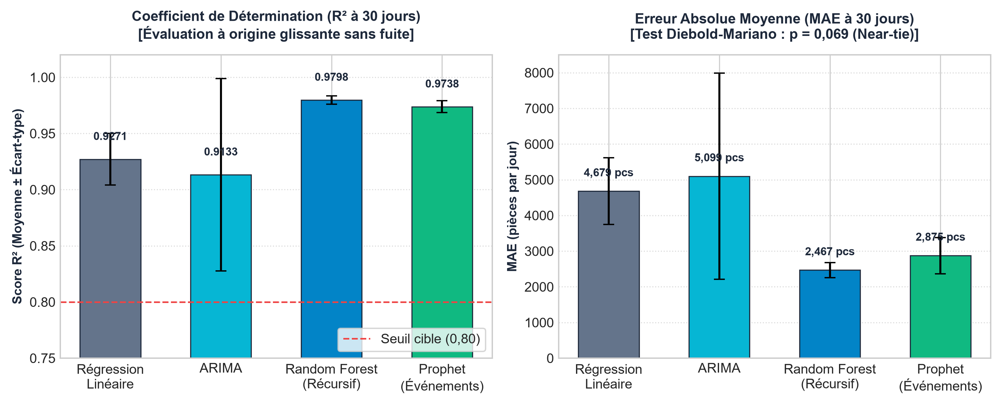 Coefficient de Détermination (R² à 30 jours)
[Évaluation à origine glissante sans fuite]
Score R² (Moyenne ± Écart-type)
1.00
0.95
0.90
0.85
0.80
0.75
0.9271
0.9133
0.9798
0.9738
Seuil cible (0,80)
Régression
Linéaire
ARIMA
Random Forest
(Récursif)
Prophet
(Événements)
Erreur Absolue Moyenne (MAE à 30 jours)
[Test Diebold-Mariano : p = 0,069 (Near-tie)]
MAE (pièces par jour)
8000
7000
6000
5000
4000
3000
2000
1000
0
4,679 pcs
5,099 pcs
2,467 pcs
2,875 pcs
Régression
Linéaire
ARIMA
Random Forest
(Récursif)
Prophet
(Événements)